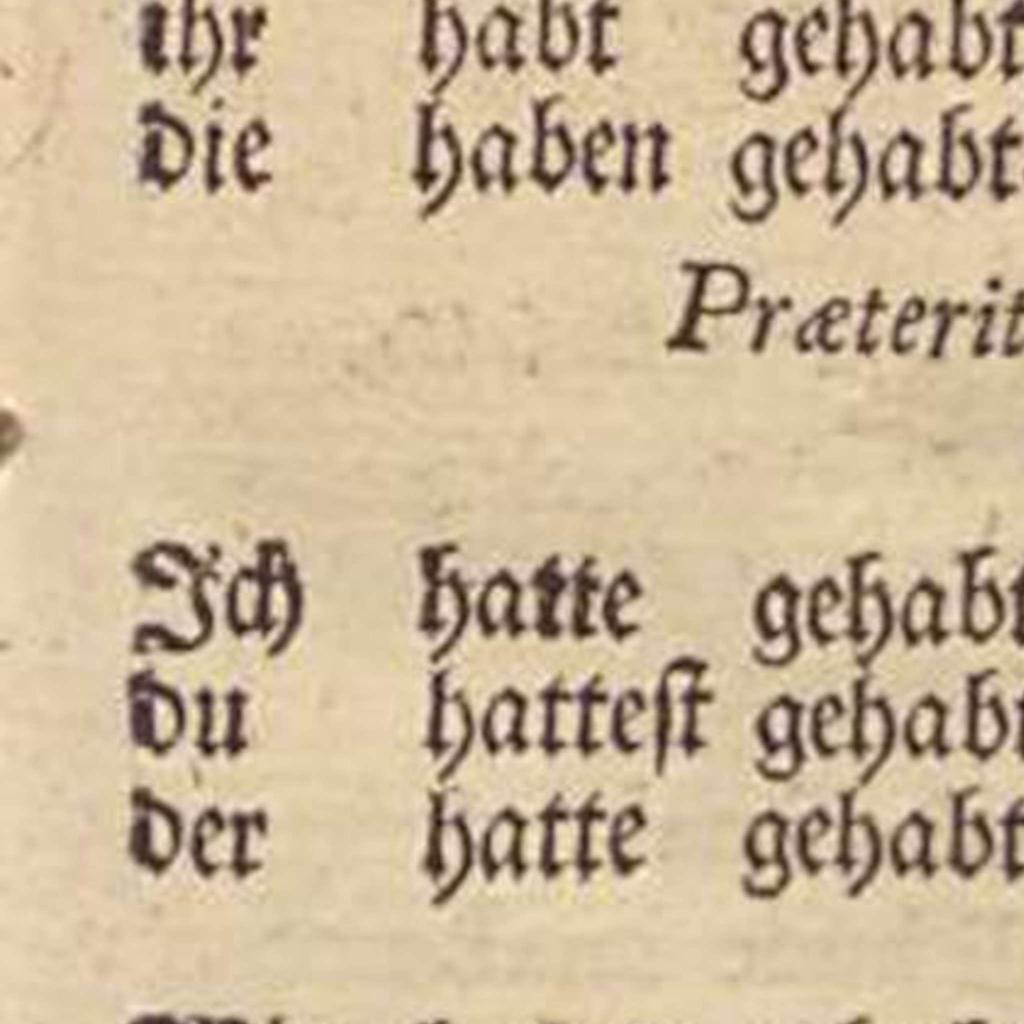 ihr habt gehabt
die haben gehabt
Præterit
Ich hatte gehabt
du hatteſt gehabt
der hatte gehabt